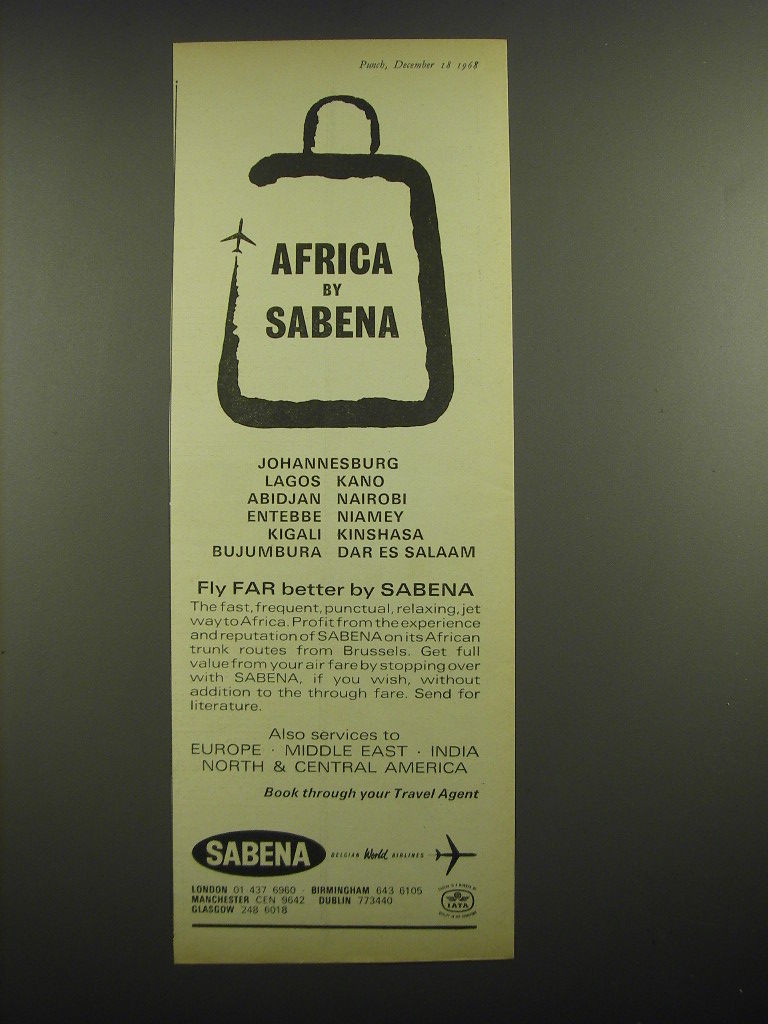 Punch, December 18 1968
AFRICA
BY
SABENA
JOHANNESBURG
LAGOS KANO
ABIDJAN NAIROBI
ENTEBBE NIAMEY
KIGALI KINSHASA
BUJUMBURA DAR ES SALAAM
Fly FAR better by SABENA
The fast, frequent, punctual, relaxing, jet
way to Africa. Profit from the experience
and reputation of SABENA on its African
trunk routes from Brussels. Get full
value from your air fare by stopping over
with SABENA, if you wish, without
addition to the through fare. Send for
literature.
Also services to
EUROPE · MIDDLE EAST · INDIA
NORTH & CENTRAL AMERICA
Book through your Travel Agent
SABENA BELGIAN World AIRLINES
LONDON 01 437 6960 · BIRMINGHAM 643 6105
MANCHESTER CEN 9642 DUBLIN 773440
GLASGOW 248 6018
IATA